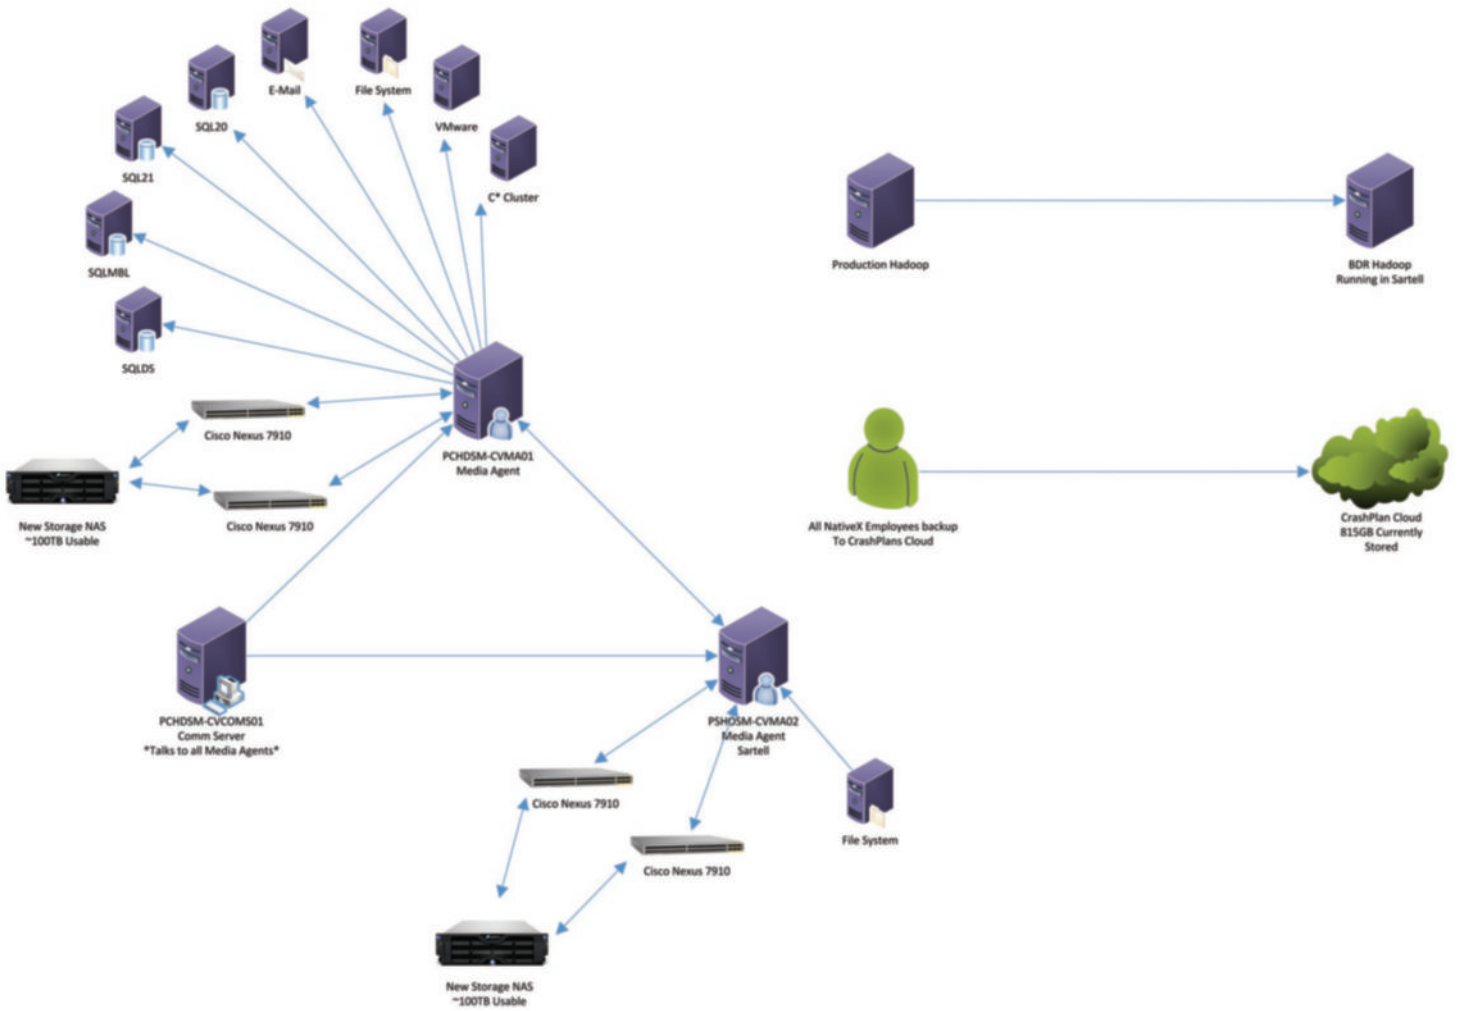 E-Mail
File System
SQL20
VMware
SQL21
C* Cluster
SQLMBL
SQLDS
Cisco Nexus 7910
PCHDSM-CVMA01
Media Agent
New Storage NAS
~100TB Usable
Cisco Nexus 7910
Production Hadoop
BDR Hadoop
Running in Sartell
All NativeX Employees backup
To CrashPlans Cloud
CrashPlan Cloud
815GB Currently
Stored
PCHDSM-CVCOMS01
Comm Server
*Talks to all Media Agents*
PSHOSM-CVMA02
Media Agent
Sartell
Cisco Nexus 7910
File System
Cisco Nexus 7910
New Storage NAS
~100TB Usable